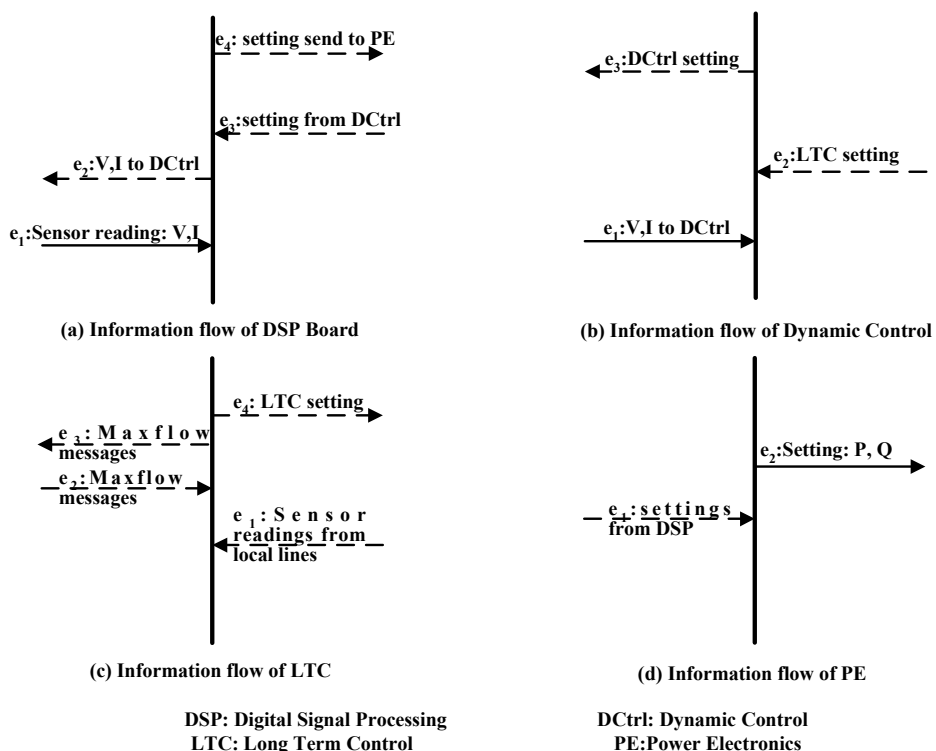 e4: setting send to PE
e3:setting from DCtrl
e2:V,I to DCtrl
e1:Sensor reading: V,I
(a) Information flow of DSP Board
e3:DCtrl setting
e2:LTC setting
e1:V,I to DCtrl
(b) Information flow of Dynamic Control
e4: LTC setting
e3: Maxflow
messages
e2:Maxflow
messages
e1: Sensor
readings from
local lines
(c) Information flow of LTC
e2:Setting: P, Q
e1:settings
from DSP
(d) Information flow of PE
DSP: Digital Signal Processing
DCtrl: Dynamic Control
LTC: Long Term Control
PE:Power Electronics